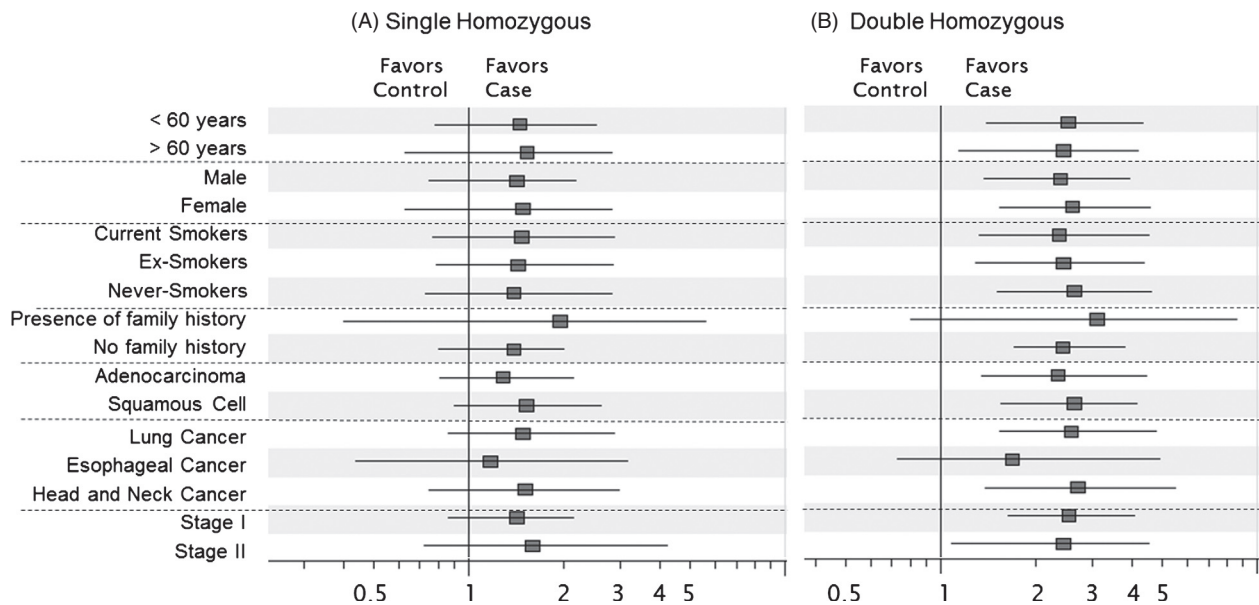 (A) Single Homozygous
(B) Double Homozygous
Favors Favors
Control Case
Favors Favors
Control Case
< 60 years
> 60 years
Male
Female
Current Smokers
Ex-Smokers
Never-Smokers
Presence of family history
No family history
Adenocarcinoma
Squamous Cell
Lung Cancer
Esophageal Cancer
Head and Neck Cancer
Stage I
Stage II
0.5 1 2 3 4 5
0.5 1 2 3 4 5